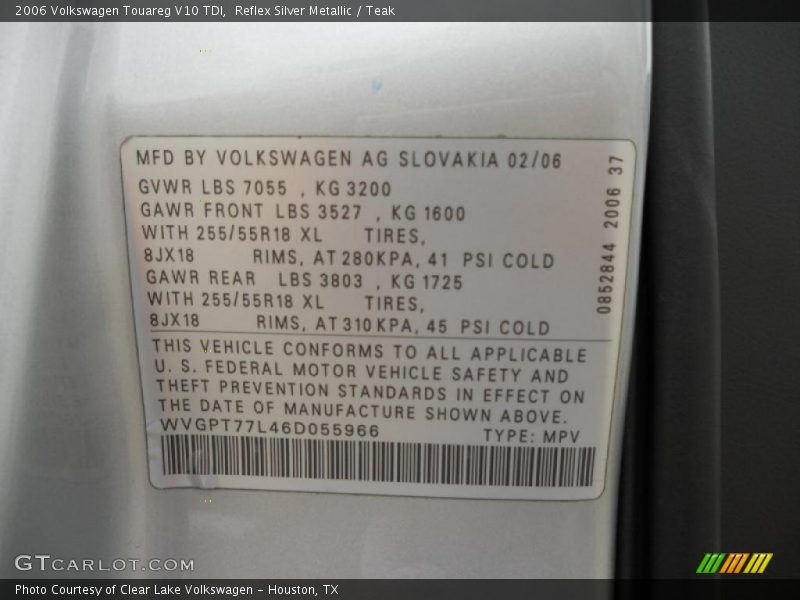 2006 Volkswagen Touareg V10 TDI,  Reflex Silver Metallic / Teak
MFD BY VOLKSWAGEN AG SLOVAKIA 02/06
GVWR LBS 7055 , KG 3200
GAWR FRONT LBS 3527 , KG 1600
WITH 255/55R18 XL TIRES,
8JX18 RIMS, AT 280KPA, 41 PSI COLD
GAWR REAR LBS 3803 , KG 1725
WITH 255/55R18 XL TIRES,
8JX18 RIMS, AT 310KPA, 45 PSI COLD
THIS VEHICLE CONFORMS TO ALL APPLICABLE
U. S. FEDERAL MOTOR VEHICLE SAFETY AND
THEFT PREVENTION STANDARDS IN EFFECT ON
THE DATE OF MANUFACTURE SHOWN ABOVE.
WVGPT77L46D055966 TYPE: MPV
0852844 2006 37
GTCARLOT.COM
Photo Courtesy of Clear Lake Volkswagen – Houston, TX